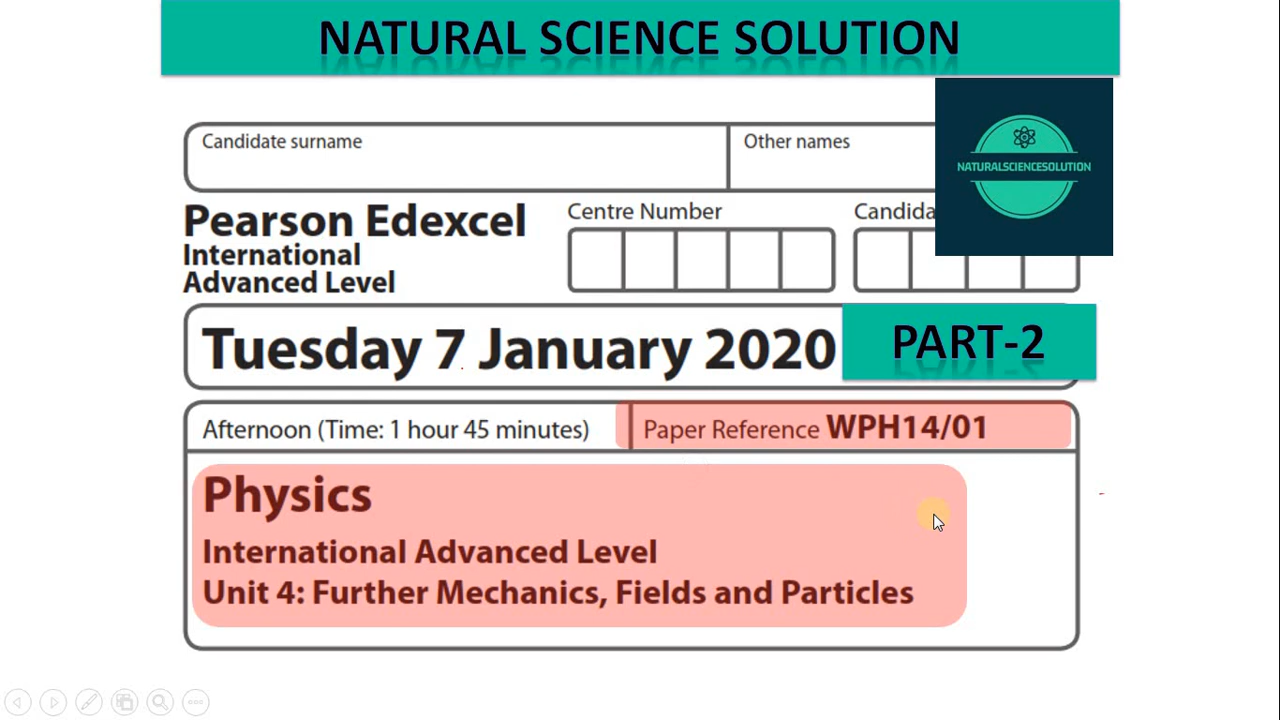 NATURAL SCIENCE SOLUTION
NATURALSCIENCESOLUTION
Candidate surname
Other names
Pearson Edexcel
International
Advanced Level
Centre Number
Candida
Tuesday 7 January 2020
PART-2
Afternoon (Time: 1 hour 45 minutes)
Paper Reference WPH14/01
Physics
International Advanced Level
Unit 4: Further Mechanics, Fields and Particles